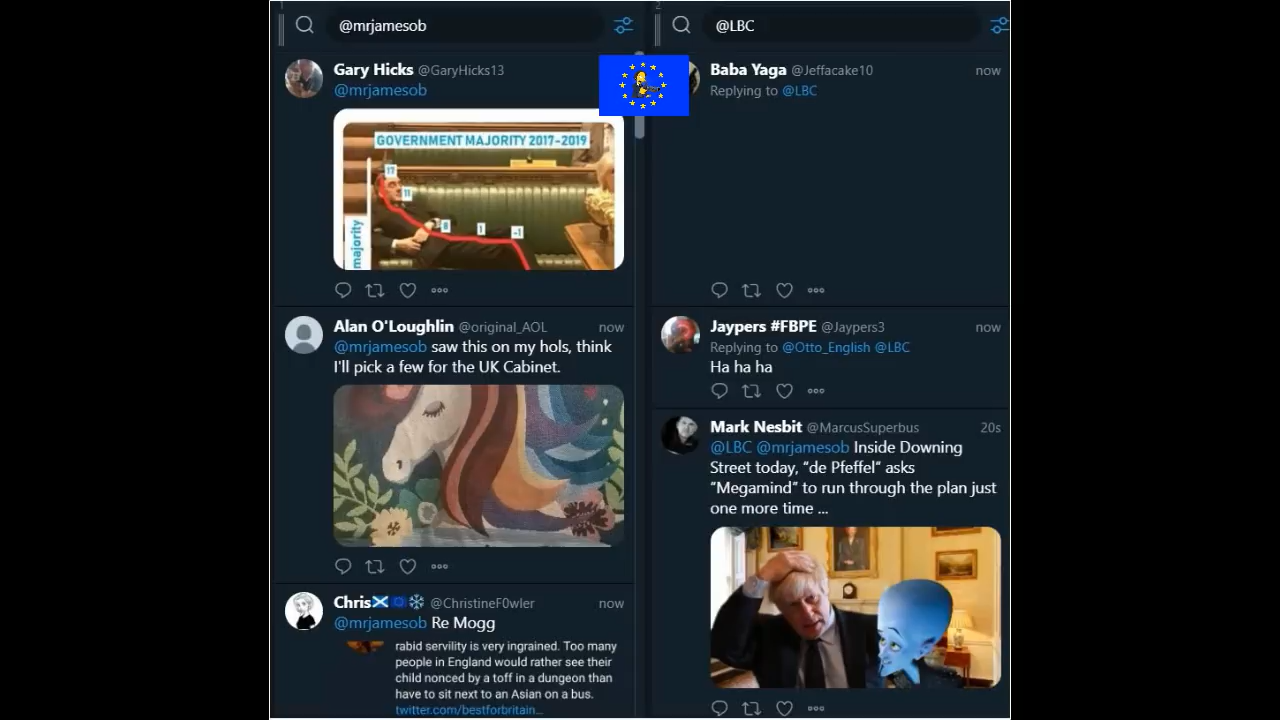 1
@mrjamesob
Gary Hicks @GaryHicks13
@mrjamesob
GOVERNMENT MAJORITY 2017-2019
17
11
8
1
-1
majority
Alan O'Loughlin @original_AOL now
@mrjamesob saw this on my hols, think
I'll pick a few for the UK Cabinet.
Chris @ChristineF0wler now
@mrjamesob Re Mogg
rabid servility is very ingrained. Too many
people in England would rather see their
child nonced by a toff in a dungeon than
have to sit next to an Asian on a bus.
twitter.com/bestforbritain...
2
@LBC
Baba Yaga @Jeffacake10 now
Replying to @LBC
Jaypers #FBPE @Jaypers3 now
Replying to @Otto_English @LBC
Ha ha ha
Mark Nesbit @MarcusSuperbus 20s
@LBC @mrjamesob Inside Downing
Street today, “de Pfeffel” asks
“Megamind” to run through the plan just
one more time ...